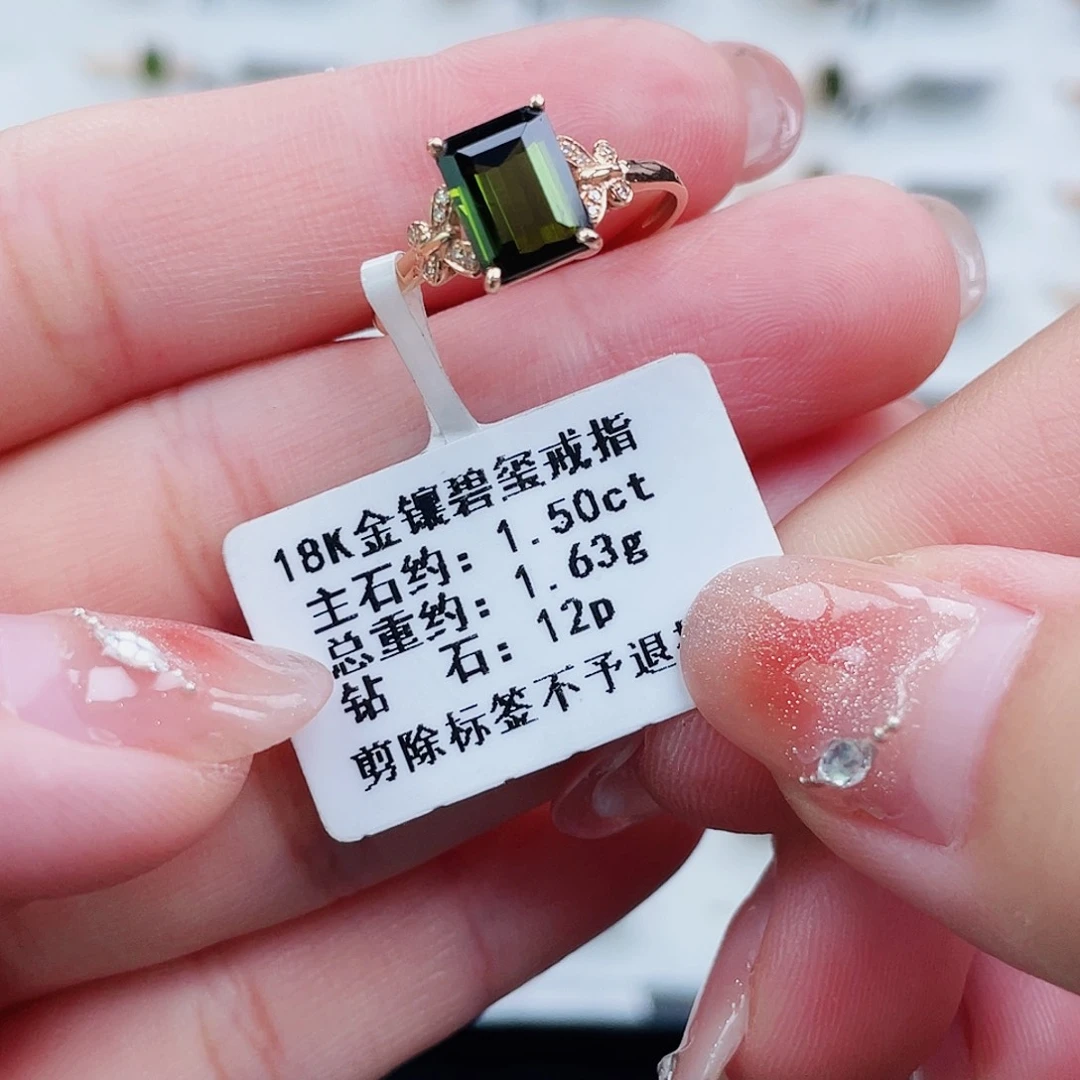 18K金镶碧玺戒指
主石约: 1.50ct
总重约: 1.63g
钻 石: 12p
剪除标签不予退